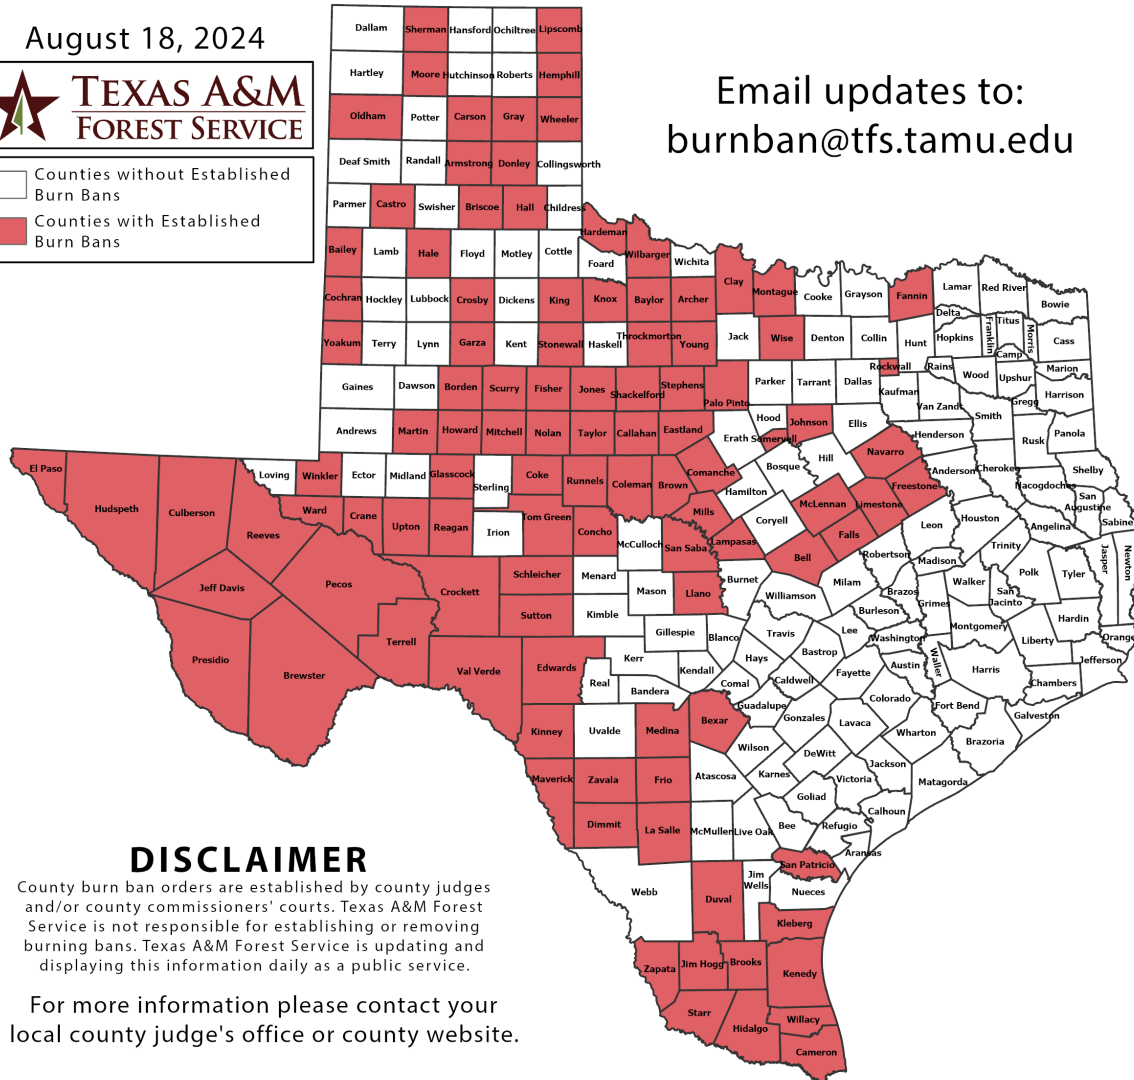 August 18, 2024
TEXAS A&M
FOREST SERVICE
Counties without Established
Burn Bans
Counties with Established
Burn Bans
Email updates to:
burnban@tfs.tamu.edu
Dallam Sherman Hansford Ochiltree Lipscomb
Hartley Moore Hutchinson Roberts Hemphill
Oldham Potter Carson Gray Wheeler
Deaf Smith Randall Armstrong Donley Collingsworth
Parmer Castro Swisher Briscoe Hall Childress
Hardeman
Bailey Lamb Hale Floyd Motley Cottle Foard Wilbarger Wichita
Clay Montague Cooke Grayson Fannin Lamar Red River Bowie
Cochran Hockley Lubbock Crosby Dickens King Knox Baylor Archer
Delta Franklin Titus Morris Cass
Yoakum Terry Lynn Garza Kent Stonewall Haskell Throckmorton Young Jack Wise Denton Collin Hunt Hopkins
Camp Marion
Rockwall Rains Wood Upshur
Gaines Dawson Borden Scurry Fisher Jones Shackelford Stephens Palo Pinto Parker Tarrant Dallas Kaufman Van Zandt Gregg Harrison
Andrews Martin Howard Mitchell Nolan Taylor Callahan Eastland Erath Hood Somervell Johnson Ellis Henderson Smith Rusk Panola
El Paso Loving Winkler Ector Midland Glasscock Sterling Coke Runnels Coleman Brown Comanche Hamilton Bosque Hill Navarro Anderson Cherokee Shelby
Nacogdoches San
Augustine
Freestone
Hudspeth Culberson Reeves Ward Crane Upton Reagan Irion Tom Green Concho Mills Coryell McLennan Limestone Leon Houston Angelina Sabine
McCulloch San Saba Lampasas Bell Falls Robertson Madison Trinity Jasper Newton
Jeff Davis Pecos Crockett Schleicher Menard Mason Llano Burnet Williamson Milam Brazos Grimes Walker San
Jacinto Polk Tyler
Sutton Kimble Burleson Montgomery Hardin
Terrell Gillespie Blanco Travis Lee Washington Liberty Orange
Presidio Brewster Val Verde Edwards Kerr Kendall Hays Bastrop Fayette Austin Waller Harris Jefferson
Real Bandera Comal Caldwell Colorado Chambers
Kinney Uvalde Medina Bexar Guadalupe Gonzales Lavaca Wharton Fort Bend Galveston
Wilson DeWitt Brazoria
Maverick Zavala Frio Atascosa Karnes Victoria Jackson Matagorda
Goliad Calhoun
Dimmit La Salle McMullen Live Oak Bee Refugio
Aransas
San Patricio
Webb Duval Jim
Wells Nueces
Kleberg
Zapata Jim Hogg Brooks Kenedy
Starr Hidalgo Willacy
Cameron
DISCLAIMER
County burn ban orders are established by county judges
and/or county commissioners' courts. Texas A&M Forest
Service is not responsible for establishing or removing
burning bans. Texas A&M Forest Service is updating and
displaying this information daily as a public service.
For more information please contact your
local county judge's office or county website.